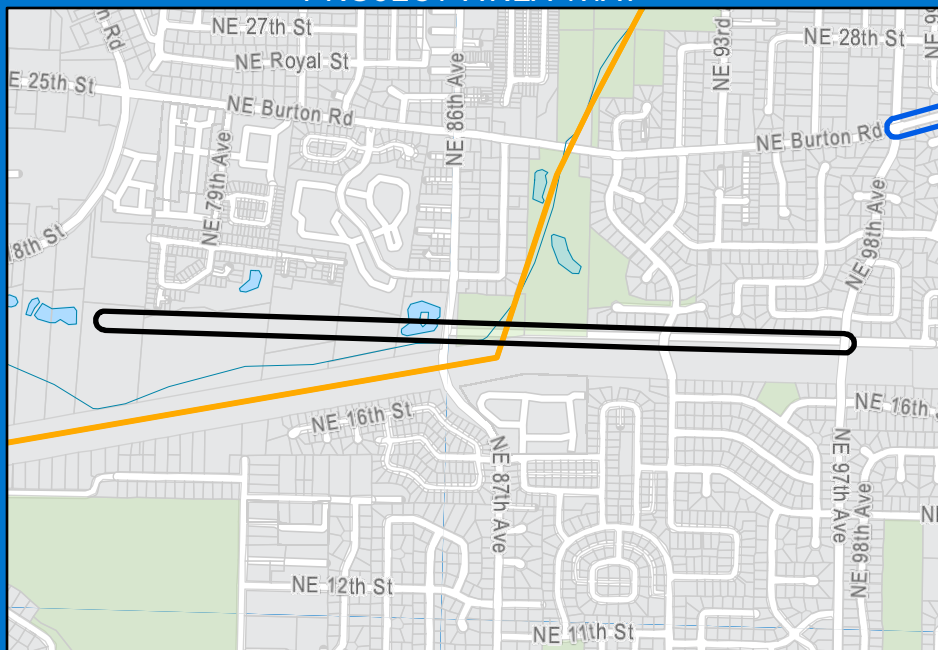 NE 27th St
NE Royal St
E 25th St
NE Burton Rd
NE 86th Ave
NE 93rd
NE 28th St
NE Burton Rd
NE 79th Ave
18th St
NE 98th Ave
NE 16th St
NE 16th
NE 87th Ave
NE 97th Ave
NE 98th Ave
NE 12th St
NE 11th St